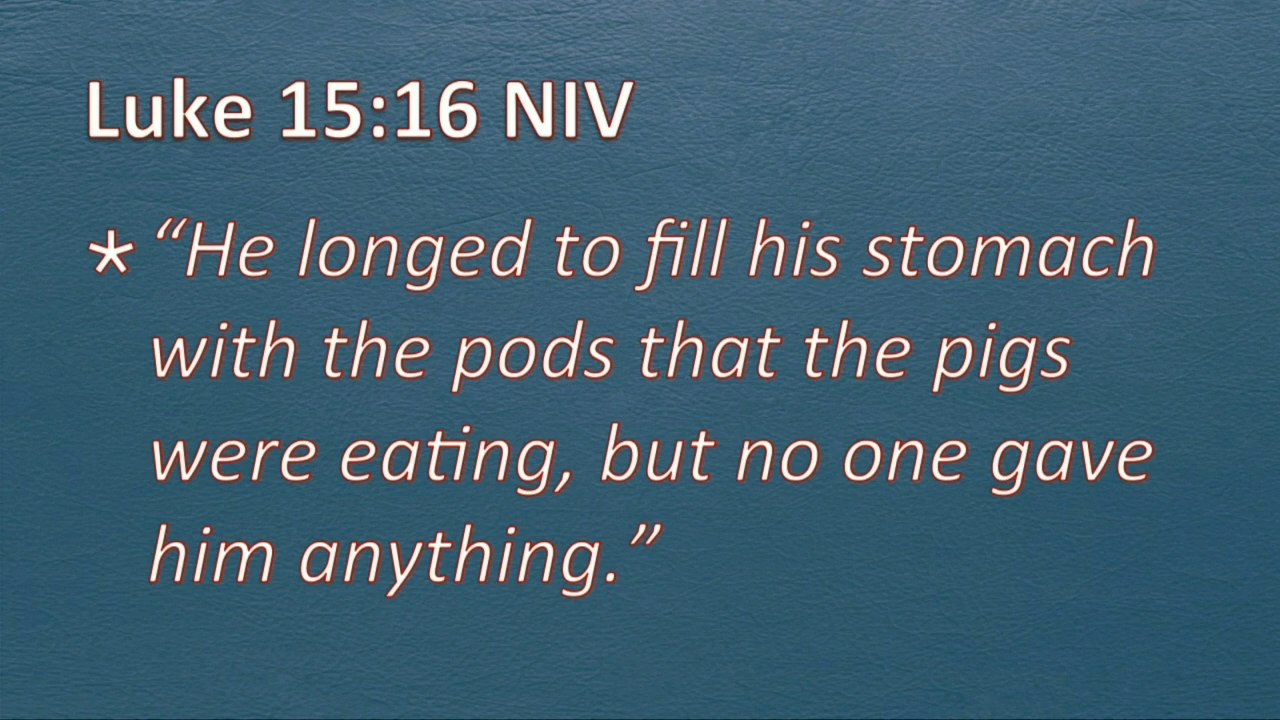 Luke 15:16 NIV
* “He longed to fill his stomach
with the pods that the pigs
were eating, but no one gave
him anything.”